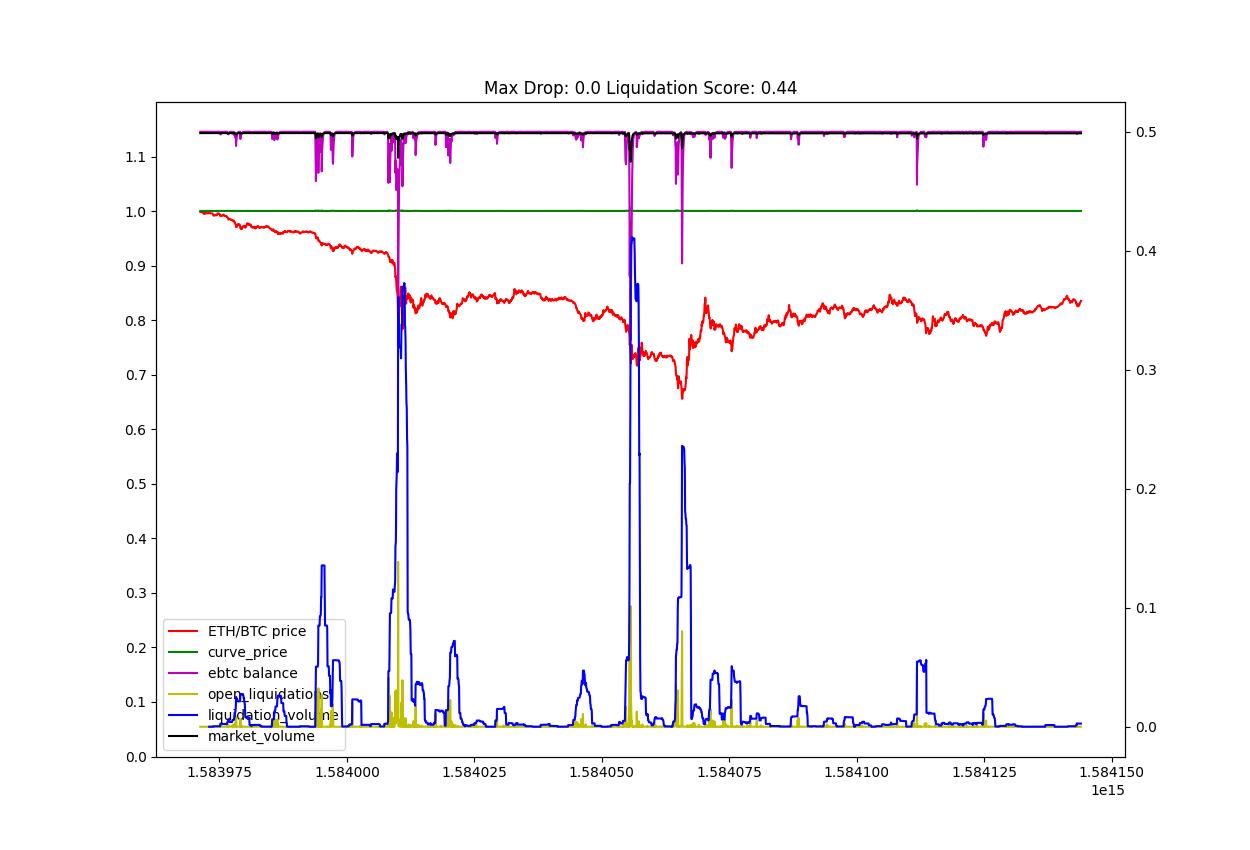 Max Drop: 0.0 Liquidation Score: 0.44
1.1
1.0
0.9
0.8
0.7
0.6
0.5
0.4
0.3
0.2
0.1
0.0
0.5
0.4
0.3
0.2
0.1
0.0
ETH/BTC price
curve_price
ebtc balance
open_liquidations
liquidation_volume
market_volume
1.583975 1.584000 1.584025 1.584050 1.584075 1.584100 1.584125 1.584150
1e15